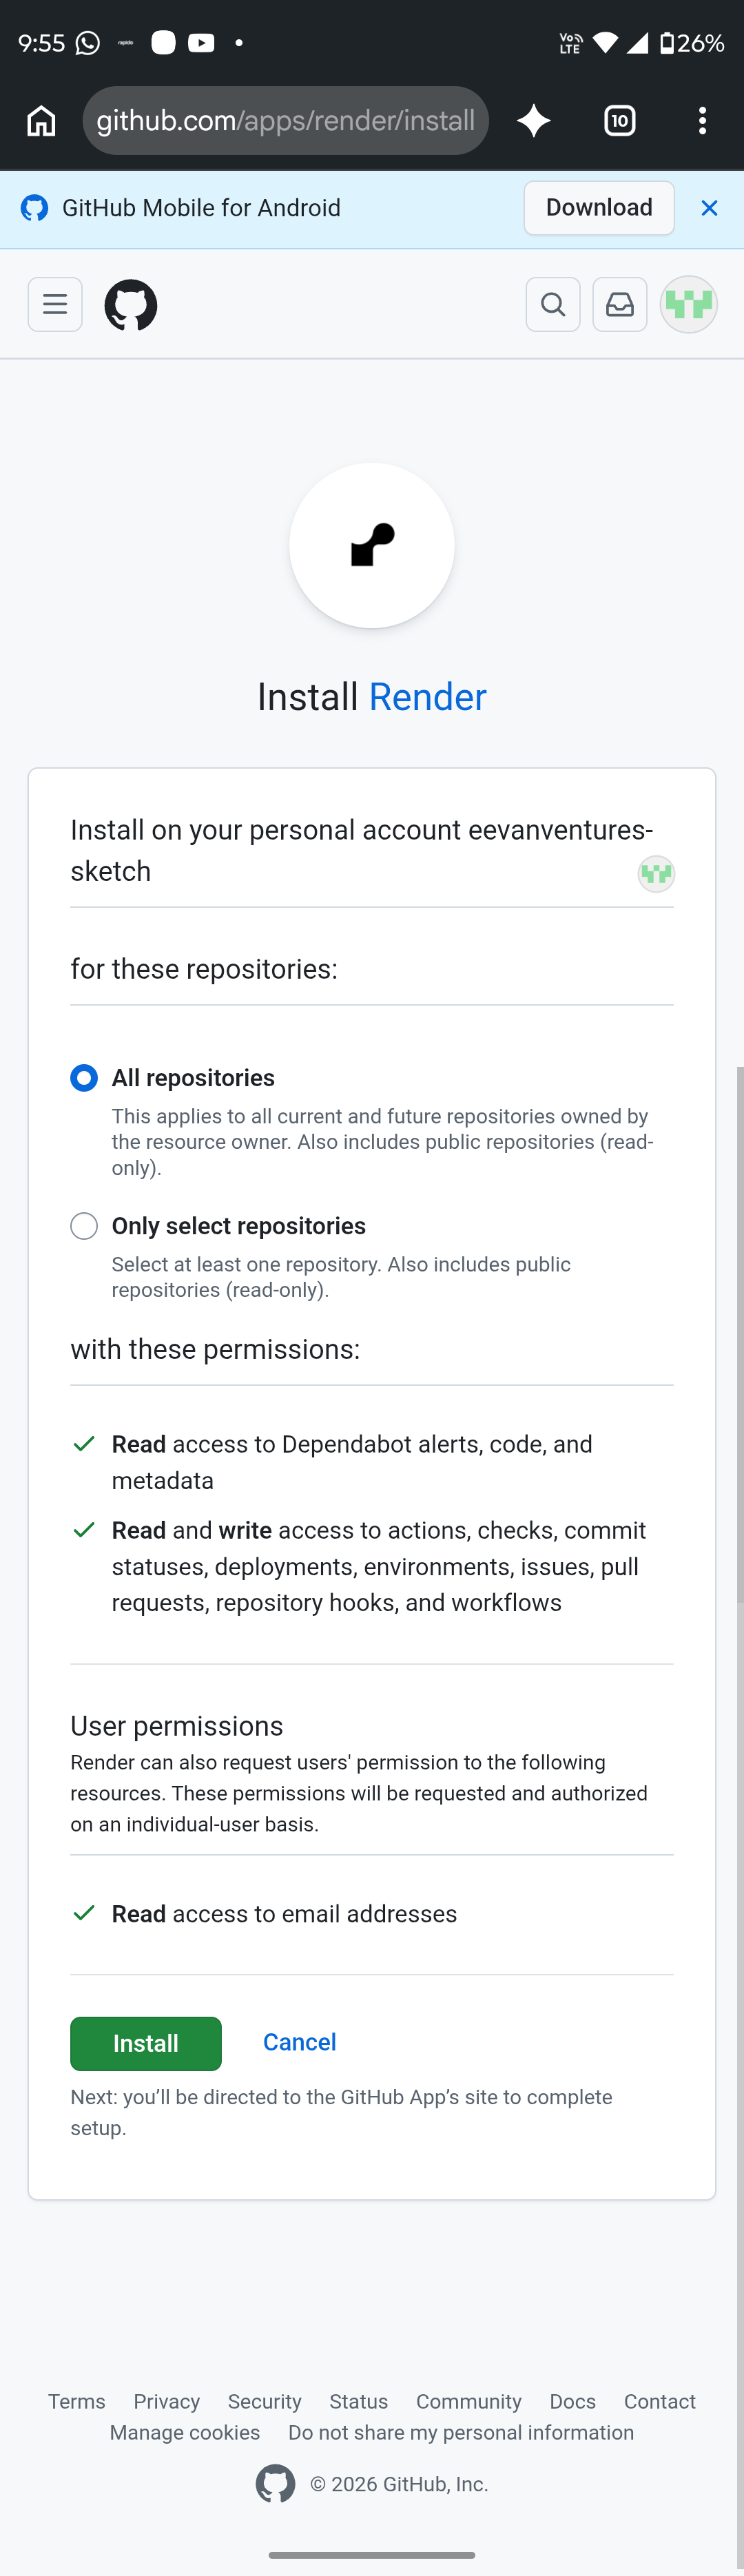 9:55 rapido Vo LTE 26%
github.com/apps/render/install 10
GitHub Mobile for Android Download
Install Render
Install on your personal account eevanventures-
sketch
for these repositories:
All repositories
This applies to all current and future repositories owned by
the resource owner. Also includes public repositories (read-
only).
Only select repositories
Select at least one repository. Also includes public
repositories (read-only).
with these permissions:
Read access to Dependabot alerts, code, and
metadata
Read and write access to actions, checks, commit
statuses, deployments, environments, issues, pull
requests, repository hooks, and workflows
User permissions
Render can also request users' permission to the following
resources. These permissions will be requested and authorized
on an individual-user basis.
Read access to email addresses
Install Cancel
Next: you’ll be directed to the GitHub App’s site to complete
setup.
Terms Privacy Security Status Community Docs Contact
Manage cookies Do not share my personal information
© 2026 GitHub, Inc.